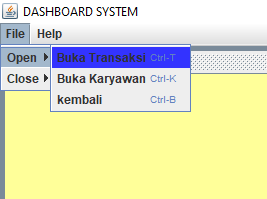 DASHBOARD SYSTEM
File Help
Open Buka Transaksi Ctrl-T
Close Buka Karyawan Ctrl-K
kembali Ctrl-B